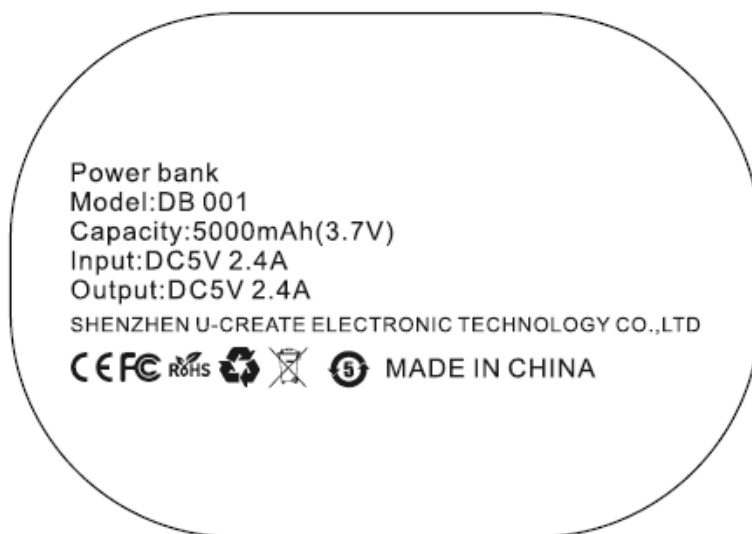 Power bank
Model:DB 001
Capacity:5000mAh(3.7V)
Input:DC5V 2.4A
Output:DC5V 2.4A
SHENZHEN U-CREATE ELECTRONIC TECHNOLOGY CO.,LTD
CE FC RoHS 5 MADE IN CHINA